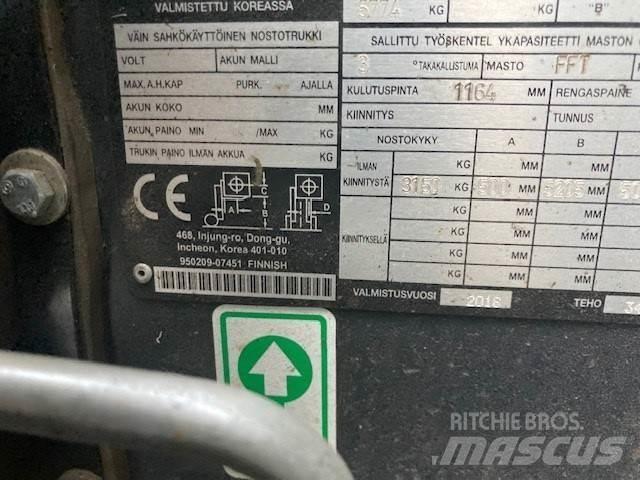 VALMISTETTU KOREASSA
5774 KG KG "B"
VAIN SÄHKÖKÄYTTÖINEN NOSTOTRUKKI
VOLT AKUN MALLI
MAX. A.H.KAP PURK. AJALLA
AKUN KOKO MM
AKUN PAINO MIN /MAX KG
TRUKIN PAINO ILMAN AKKUA KG
SALLITTU TYÖSKENTEL YKAPASITEETTI MASTON
3 °TAKAKALLISTUMA MASTO FFT
KULUTUSPINTA 1164 MM RENGASPAINE
KIINNITYS TUNNUS
NOSTOKYKY A B
ILMAN KIINNITYSTÄ
KG MM MM
3150 KG 500 MM 5215 MM
KIINNITYKSELLÄ
KG MM MM
KG MM MM
KG MM MM
VALMISTUSVUOSI 2018 TEHO
CE
A B C D
468, Injung-ro, Dong-gu,
Incheon, Korea 401-010
950209-07451 FINNISH
RITCHIE BROS.
MASCUS